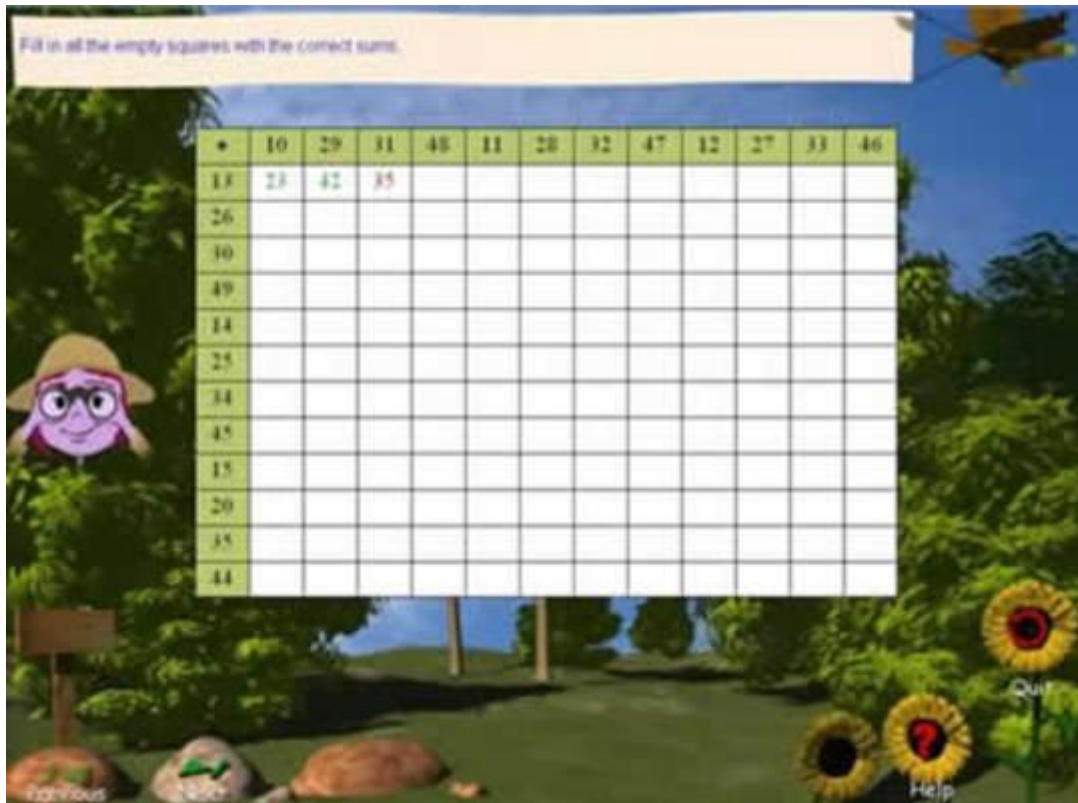 Fill in all the empty squares with the correct sums.
+ 10 29 31 48 11 28 32 47 12 27 33 46
13 23 42 35
26
30
49
14
25
34
45
15
20
35
44
Quit
Previous Next Help